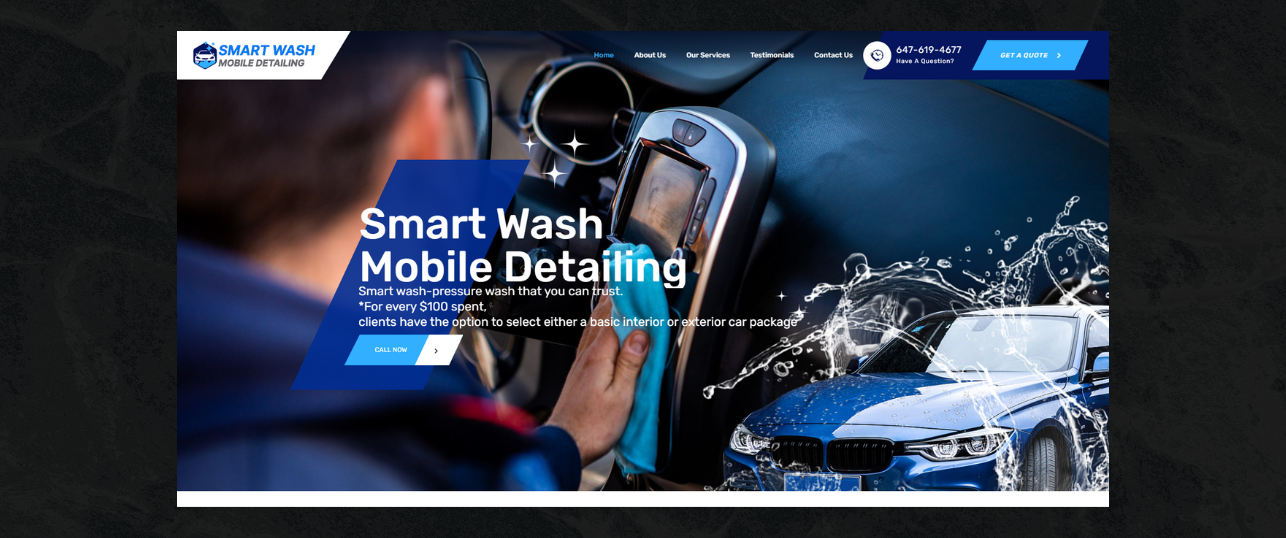 SMART WASH
MOBILE DETAILING
Home
About Us
Our Services
Testimonials
Contact Us
647-619-4677
Have A Question?
GET A QUOTE
Smart Wash
Mobile Detailing
Smart wash-pressure wash that you can trust.
*For every $100 spent,
clients have the option to select either a basic interior or exterior car package
CALL NOW